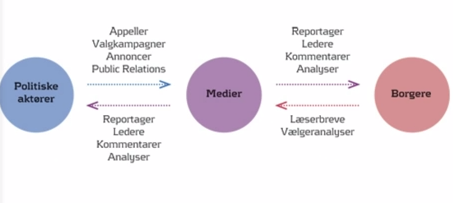 Politiske
aktører
Appeller
Valgkampagner
Annoncer
Public Relations
Reportager
Ledere
Kommentarer
Analyser
Medier
Reportager
Ledere
Kommentarer
Analyser
Læserbreve
Vælgeranalyser
Borgere